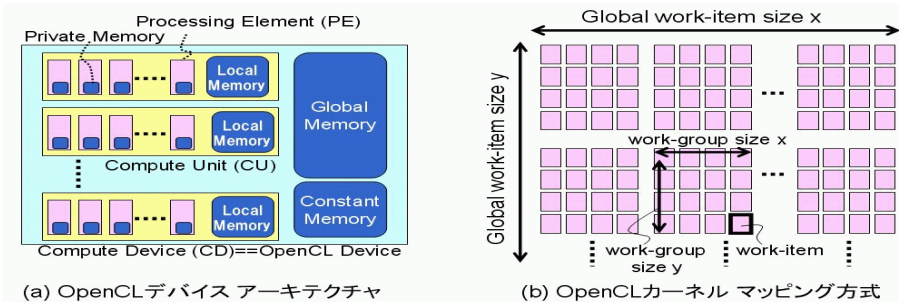 Processing Element (PE)
Private Memory
Local
Memory
Local
Memory
Compute Unit (CU)
Local
Memory
Global
Memory
Constant
Memory
Compute Device (CD)==OpenCL Device
(a) OpenCLデバイス アーキテクチャ
Global work-item size x
Global work-item size y
work-group size x
work-group
size y
work-item
(b) OpenCLカーネル マッピング方式